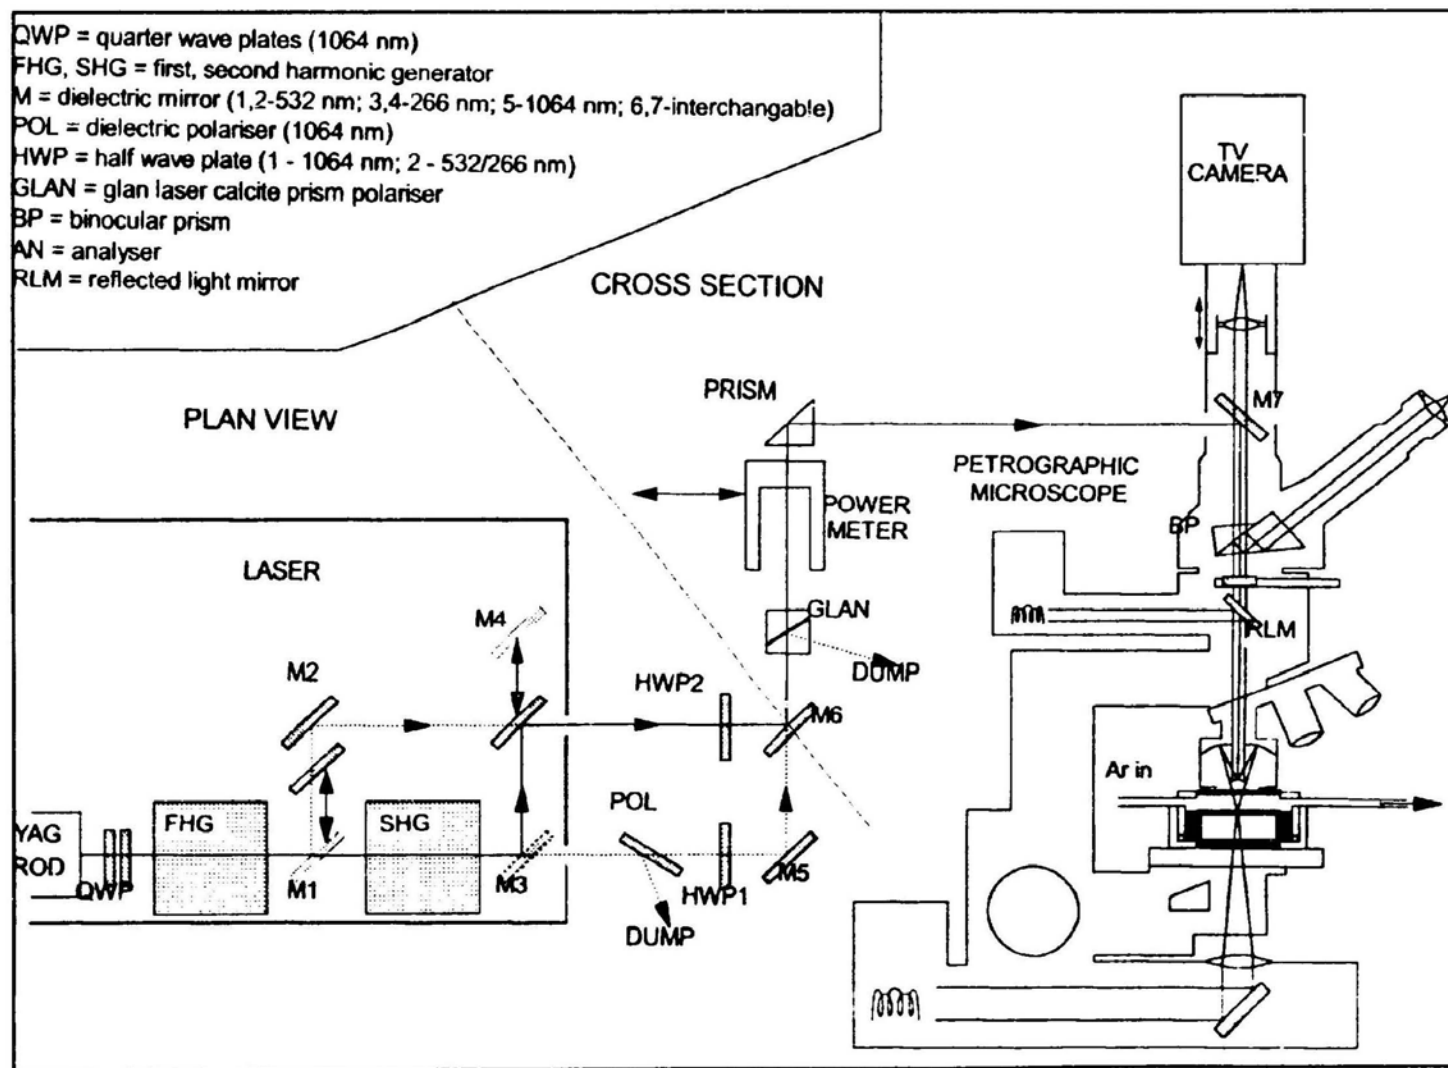 QWP = quarter wave plates (1064 nm)
FHG, SHG = first, second harmonic generator
M = dielectric mirror (1,2-532 nm; 3,4-266 nm; 5-1064 nm; 6,7-interchangable)
POL = dielectric polariser (1064 nm)
HWP = half wave plate (1 - 1064 nm; 2 - 532/266 nm)
GLAN = glan laser calcite prism polariser
BP = binocular prism
AN = analyser
RLM = reflected light mirror
CROSS SECTION
TV
CAMERA
PLAN VIEW
PRISM
M7
PETROGRAPHIC
MICROSCOPE
POWER
METER
BP
LASER
GLAN
RLM
DUMP
M4
M2
HWP2
M6
Ar in
POL
YAG
ROD
FHG
SHG
QWP
M1
M3
HWP1
M5
DUMP